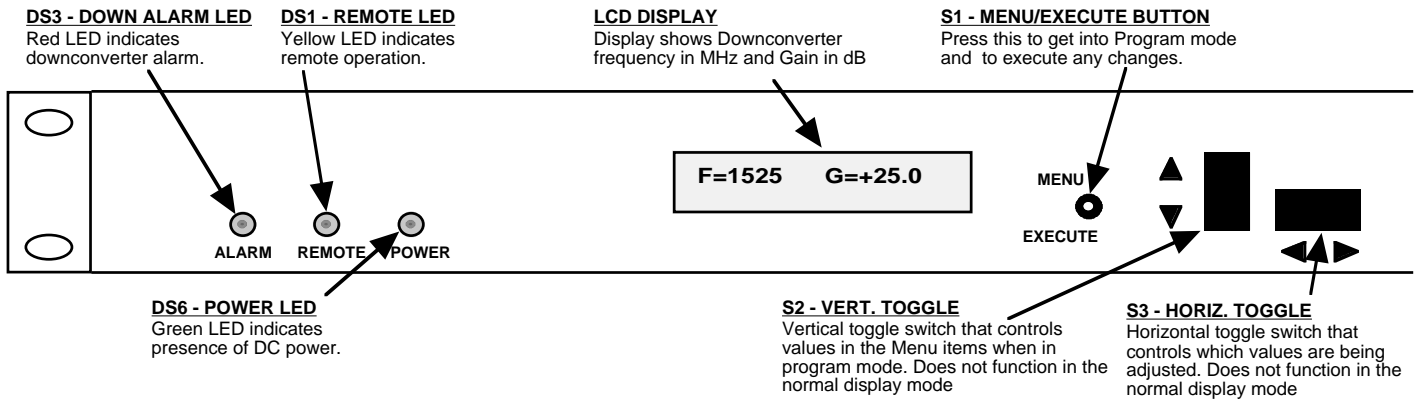 DS3 - DOWN ALARM LED
Red LED indicates
downconverter alarm.
DS1 - REMOTE LED
Yellow LED indicates
remote operation.
LCD DISPLAY
Display shows Downconverter
frequency in MHz and Gain in dB
S1 - MENU/EXECUTE BUTTON
Press this to get into Program mode
and to execute any changes.
F=1525 G=+25.0
MENU
EXECUTE
ALARM REMOTE POWER
DS6 - POWER LED
Green LED indicates
presence of DC power.
S2 - VERT. TOGGLE
Vertical toggle switch that controls
values in the Menu items when in
program mode. Does not function in the
normal display mode
S3 - HORIZ. TOGGLE
Horizontal toggle switch that
controls which values are being
adjusted. Does not function in the
normal display mode